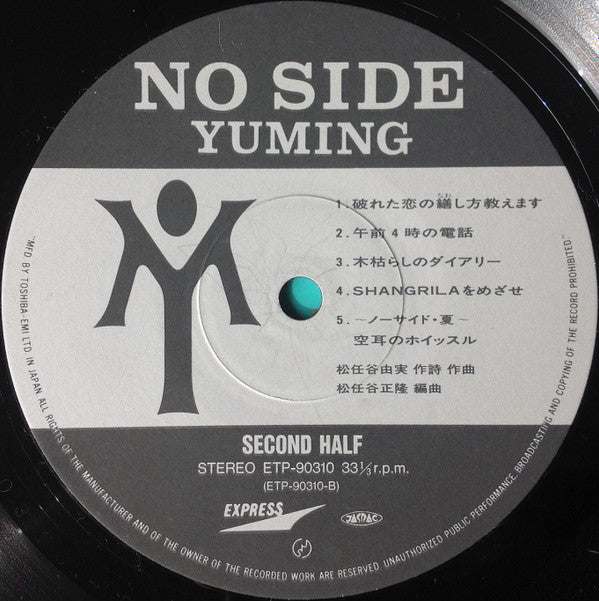 NO SIDE
YUMING
1. 破れた恋の繕し方教えます
なお
2. 午前4時の電話
3. 木枯らしのダイアリー
4. SHANGRILAをめざせ
5. ～ノーサイド・夏～
空耳のホイッスル
松任谷由実 作詩 作曲
松任谷正隆 編曲
SECOND HALF
STEREO ETP-90310 33⅓ r.p.m.
(ETP-90310-B)
EXPRESS
JASRAC
"MFD BY TOSHIBA-EMI LTD IN JAPAN ALL RIGHTS OF THE MANUFACTURER AND OF THE OWNER OF THE RECORDED WORK ARE RESERVED UNAUTHORIZED PUBLIC PERFORMANCE BROADCASTING AND COPYING OF THE RECORD PROHIBITED."